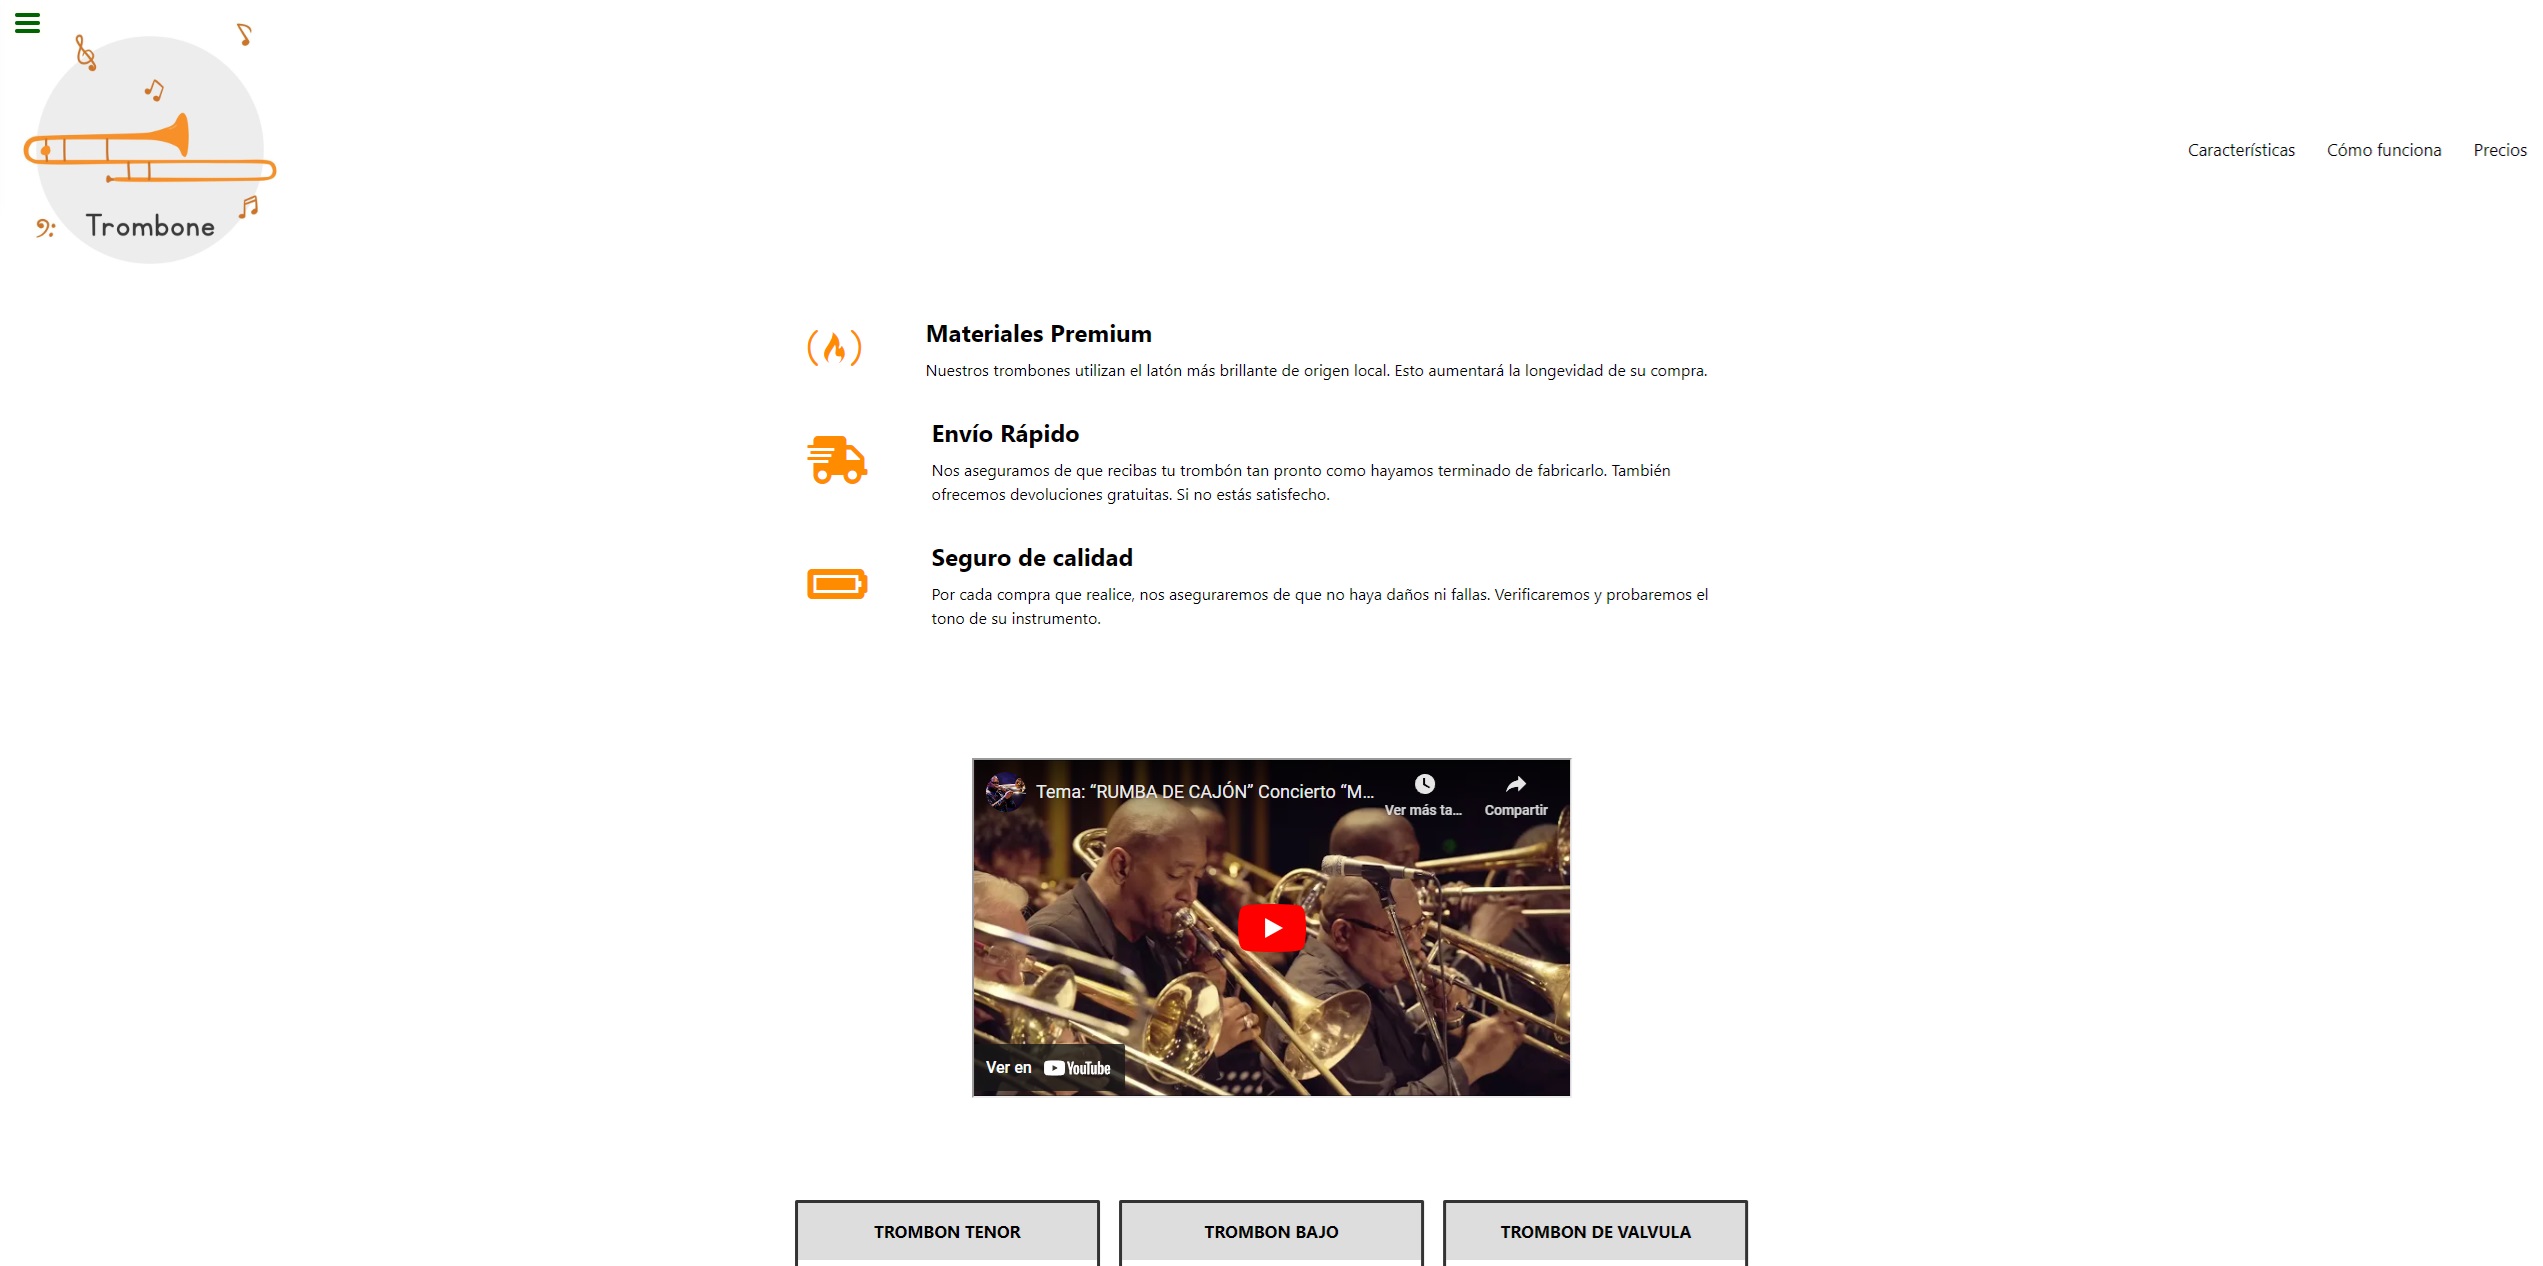 Trombone
Características Cómo funciona Precios
Materiales Premium
Nuestros trombones utilizan el latón más brillante de origen local. Esto aumentará la longevidad de su compra.
Envío Rápido
Nos aseguramos de que recibas tu trombón tan pronto como hayamos terminado de fabricarlo. También
ofrecemos devoluciones gratuitas. Si no estás satisfecho.
Seguro de calidad
Por cada compra que realice, nos aseguraremos de que no haya daños ni fallas. Verificaremos y probaremos el
tono de su instrumento.
Tema: “RUMBA DE CAJÓN” Concierto “M...
Ver más ta... Compartir
Ver en YouTube
TROMBON TENOR TROMBON BAJO TROMBON DE VALVULA